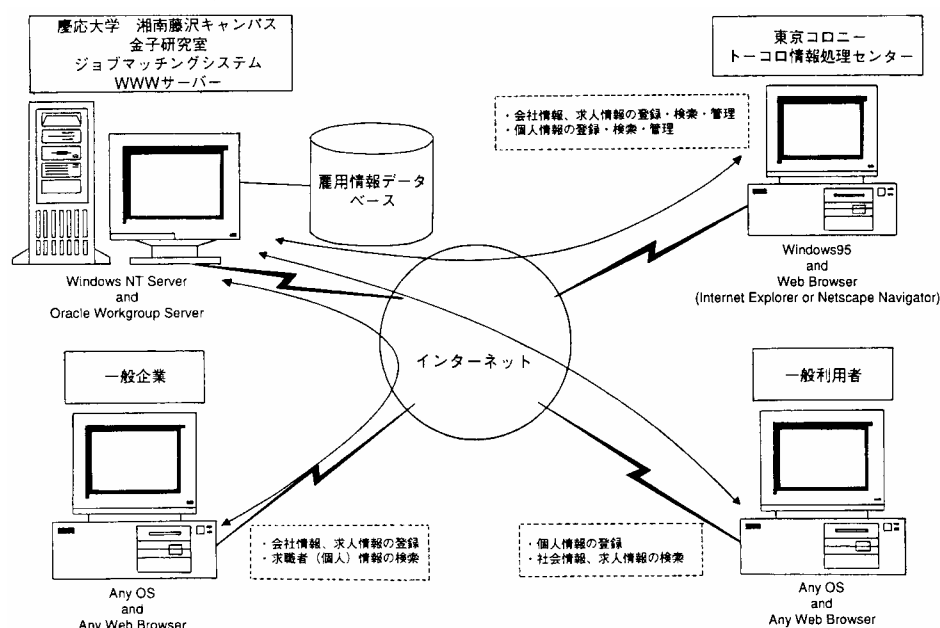 慶応大学 湘南藤沢キャンパス
金子研究室
ジョブマッチングシステム
WWWサーバー
東京コロニー
トーコロ情報処理センター
・会社情報、求人情報の登録・検索・管理
・個人情報の登録・検索・管理
雇用情報データ
ベース
Windows NT Server
and
Oracle Workgroup Server
Windows95
and
Web Browser
(Internet Explorer or Netscape Navigator)
インターネット
一般企業
一般利用者
・会社情報、求人情報の登録
・求職者（個人）情報の検索
・個人情報の登録
・社会情報、求人情報の検索
Any OS
and
Any Web Browser
Any OS
and
Any Web Browser